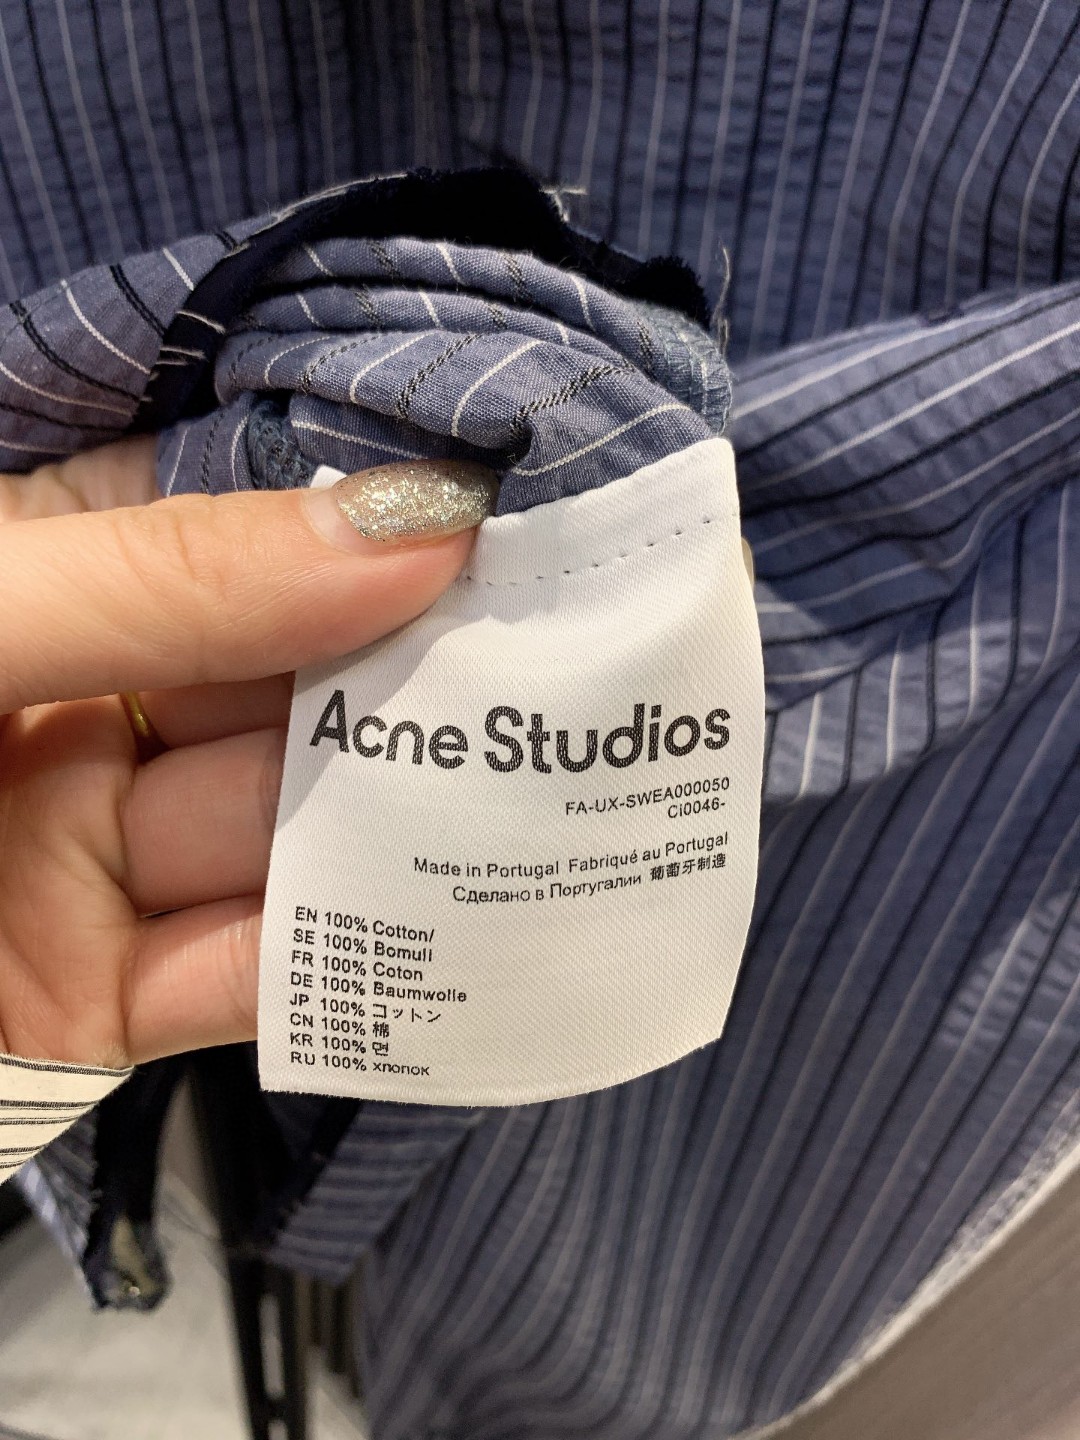 Acne Studios
FA-UX-SWEA000050
Ci0046-
Made in Portugal Fabriqué au Portugal
Сделано в Португалии 葡萄牙制造
EN 100% Cotton/
SE 100% Bomull
FR 100% Coton
DE 100% Baumwolle
JP 100% コットン
CN 100% 棉
KR 100% 면
RU 100% хлопок